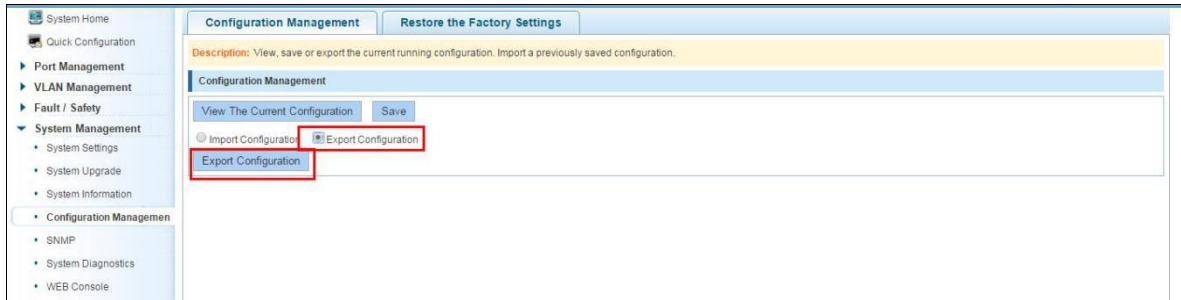 System Home
Quick Configuration
Port Management
VLAN Management
Fault / Safety
System Management
System Settings
System Upgrade
System Information
Configuration Managemen
SNMP
System Diagnostics
WEB Console
Configuration Management
Restore the Factory Settings
Description: View, save or export the current running configuration. Import a previously saved configuration.
Configuration Management
View The Current Configuration
Save
Import Configuration
Export Configuration
Export Configuration